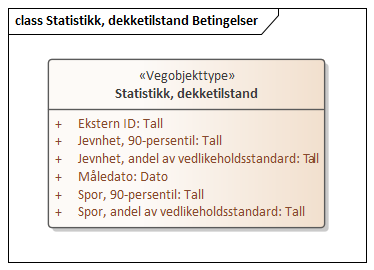 class Statistikk, dekketilstand Betingelser
«Vegobjekttype»
Statistikk, dekketilstand
+ Ekstern ID: Tall
+ Jevnhet, 90-persentil: Tall
+ Jevnhet, andel av vedlikeholdsstandard: Tall
+ Måledato: Dato
+ Spor, 90-persentil: Tall
+ Spor, andel av vedlikeholdsstandard: Tall